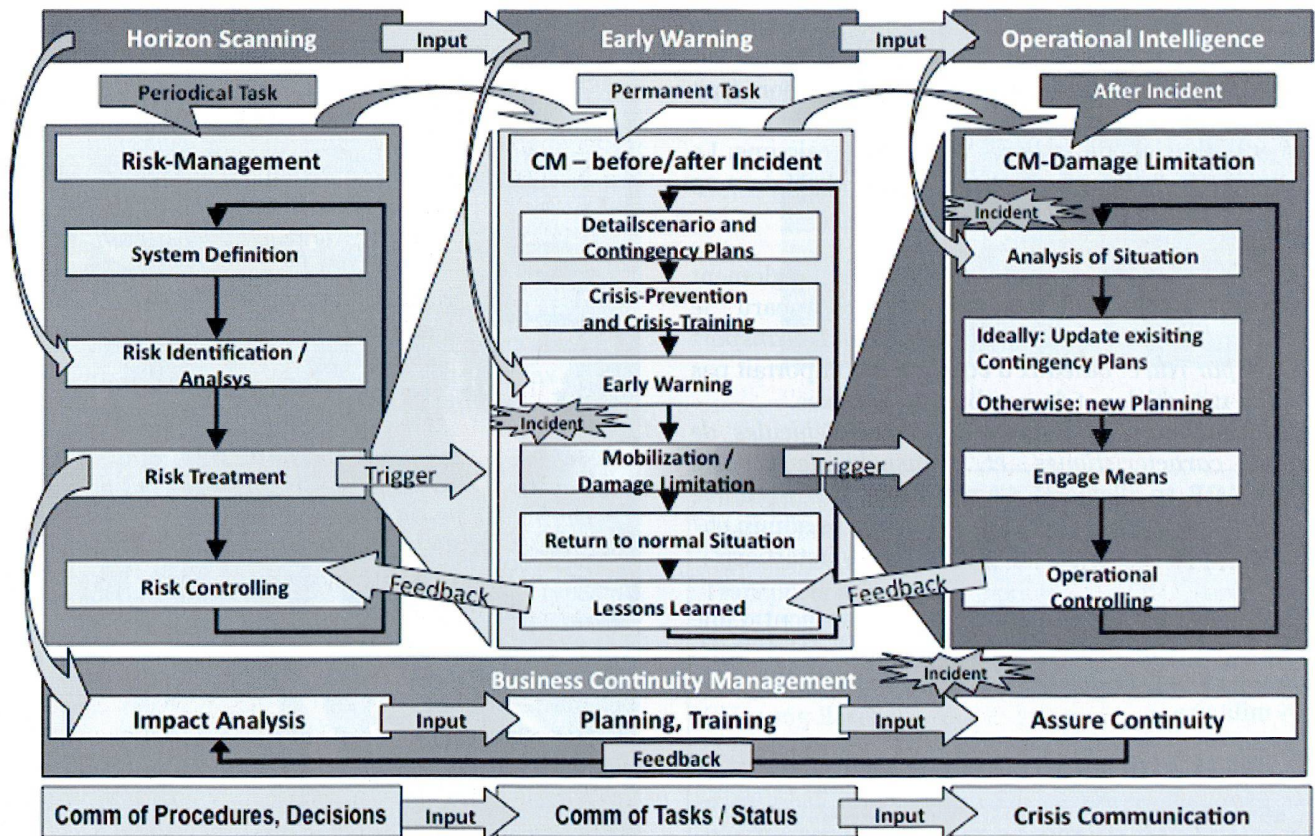 Horizon Scanning
Input
Early Warning
Input
Operational Intelligence
Periodical Task
Permanent Task
After Incident
Risk-Management
System Definition
Risk Identification /
Analsys
Risk Treatment
Risk Controlling
Trigger
Feedback
CM – before/after Incident
Detailscenario and
Contingency Plans
Crisis-Prevention
and Crisis-Training
Early Warning
Incident
Mobilization /
Damage Limitation
Return to normal Situation
Lessons Learned
Trigger
Feedback
CM-Damage Limitation
Incident
Analysis of Situation
Ideally: Update exisiting
Contingency Plans
Otherwise: new Planning
Engage Means
Operational
Controlling
Business Continuity Management
Incident
Impact Analysis
Input
Planning, Training
Input
Assure Continuity
Feedback
Comm of Procedures, Decisions
Input
Comm of Tasks / Status
Input
Crisis Communication